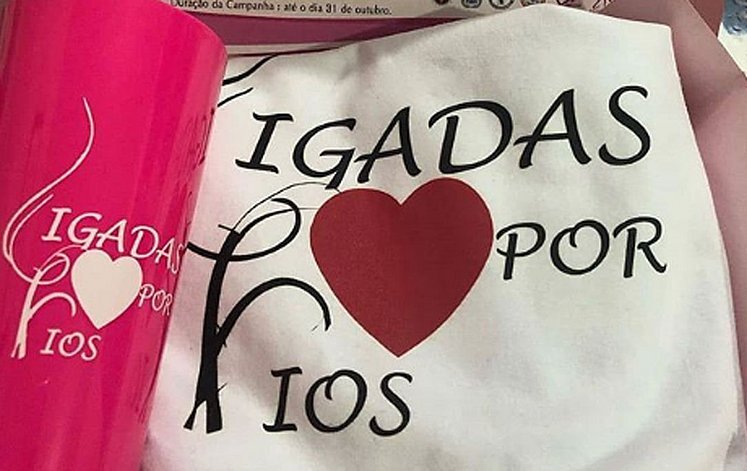 Duração da Campanha : até o dia 31 de outubro.
IGADAS
POR
IOS
IGADAS
POR
IOS